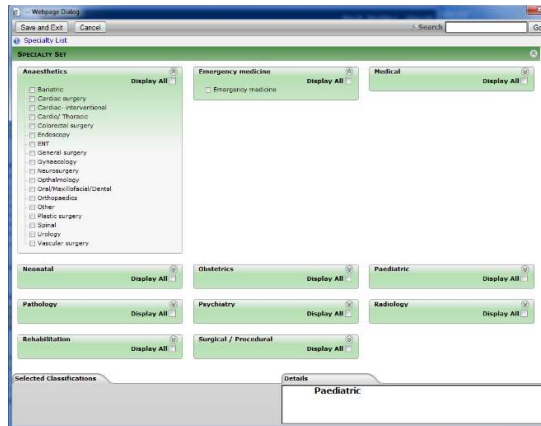 -- Webpage Dialog
Save and Exit Cancel Search Go
Specialty List
SPECIALTY SET
Anaesthetics
Display All
Bariatric
Cardiac surgery
Cardiac- interventional
Cardio/ Thoracic
Colorectal surgery
Endoscopy
ENT
General surgery
Gynaecology
Neurosurgery
Opthalmology
Oral/Maxillofacial/Dental
Orthopaedics
Other
Plastic surgery
Spinal
Urology
Vascular surgery
Emergency medicine
Display All
Emergency medicine
Medical
Display All
Neonatal
Display All
Obstetrics
Display All
Paediatric
Display All
Pathology
Display All
Psychiatry
Display All
Radiology
Display All
Rehabilitation
Display All
Surgical / Procedural
Display All
Selected Classifications
Details
Paediatric